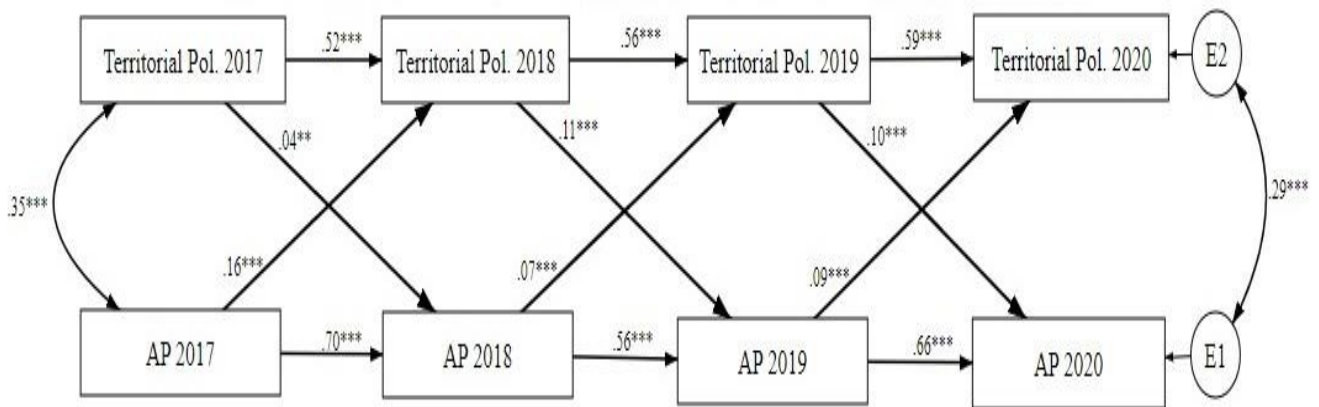 Territorial Pol. 2017
.52***
Territorial Pol. 2018
.56***
Territorial Pol. 2019
.59***
Territorial Pol. 2020
E2
.04**
.11***
.10***
.35***
.29***
.16***
.07***
.09***
AP 2017
.70***
AP 2018
.56***
AP 2019
.66***
AP 2020
E1